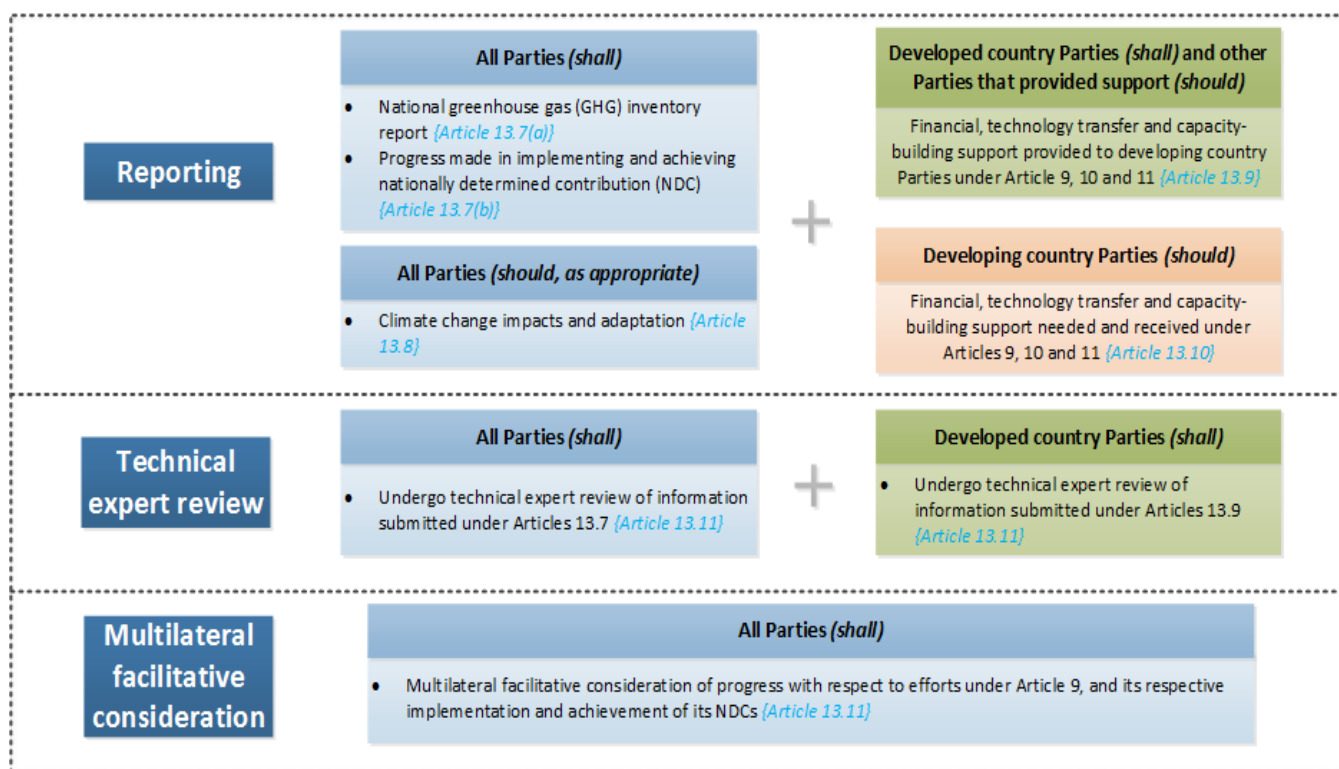 Reporting
All Parties (shall)
• National greenhouse gas (GHG) inventory
report {Article 13.7(a)}
• Progress made in implementing and achieving
nationally determined contribution (NDC)
{Article 13.7(b)}
All Parties (should, as appropriate)
• Climate change impacts and adaptation {Article
13.8}
+
Developed country Parties (shall) and other
Parties that provided support (should)
Financial, technology transfer and capacity-
building support provided to developing country
Parties under Article 9, 10 and 11 {Article 13.9}
Developing country Parties (should)
Financial, technology transfer and capacity-
building support needed and received under
Articles 9, 10 and 11 {Article 13.10}
Technical
expert review
All Parties (shall)
• Undergo technical expert review of information
submitted under Articles 13.7 {Article 13.11}
+
Developed country Parties (shall)
• Undergo technical expert review of
information submitted under Articles 13.9
{Article 13.11}
Multilateral
facilitative
consideration
All Parties (shall)
• Multilateral facilitative consideration of progress with respect to efforts under Article 9, and its respective
implementation and achievement of its NDCs {Article 13.11}